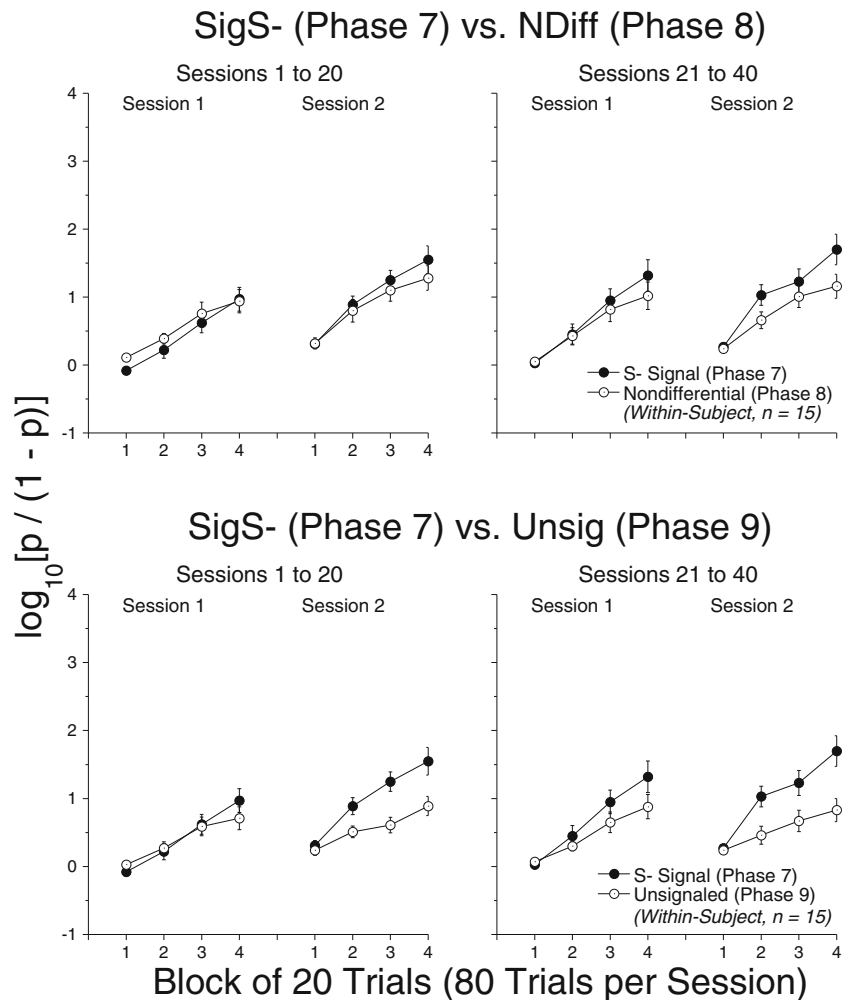 SigS- (Phase 7) vs. NDiff (Phase 8)
Sessions 1 to 20
Sessions 21 to 40
Session 1
Session 2
Session 1
Session 2
4
3
2
1
0
-1
S- Signal (Phase 7)
Nondifferential (Phase 8)
(Within-Subject, n = 15)
1 2 3 4 1 2 3 4
1 2 3 4 1 2 3 4
log10[p / (1 - p)]
SigS- (Phase 7) vs. Unsig (Phase 9)
Sessions 1 to 20
Sessions 21 to 40
Session 1
Session 2
Session 1
Session 2
4
3
2
1
0
-1
S- Signal (Phase 7)
Unsignaled (Phase 9)
(Within-Subject, n = 15)
1 2 3 4 1 2 3 4
1 2 3 4 1 2 3 4
Block of 20 Trials (80 Trials per Session)